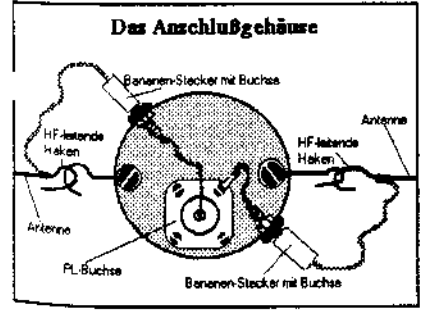 Das Anschlußgehäuse
Bananen-Stecker mit Buchse
HF-leitende
Haken
Antenne
HF-leitende
Haken
Antenne
PL-Buchse
Bananen-Stecker mit Buchse